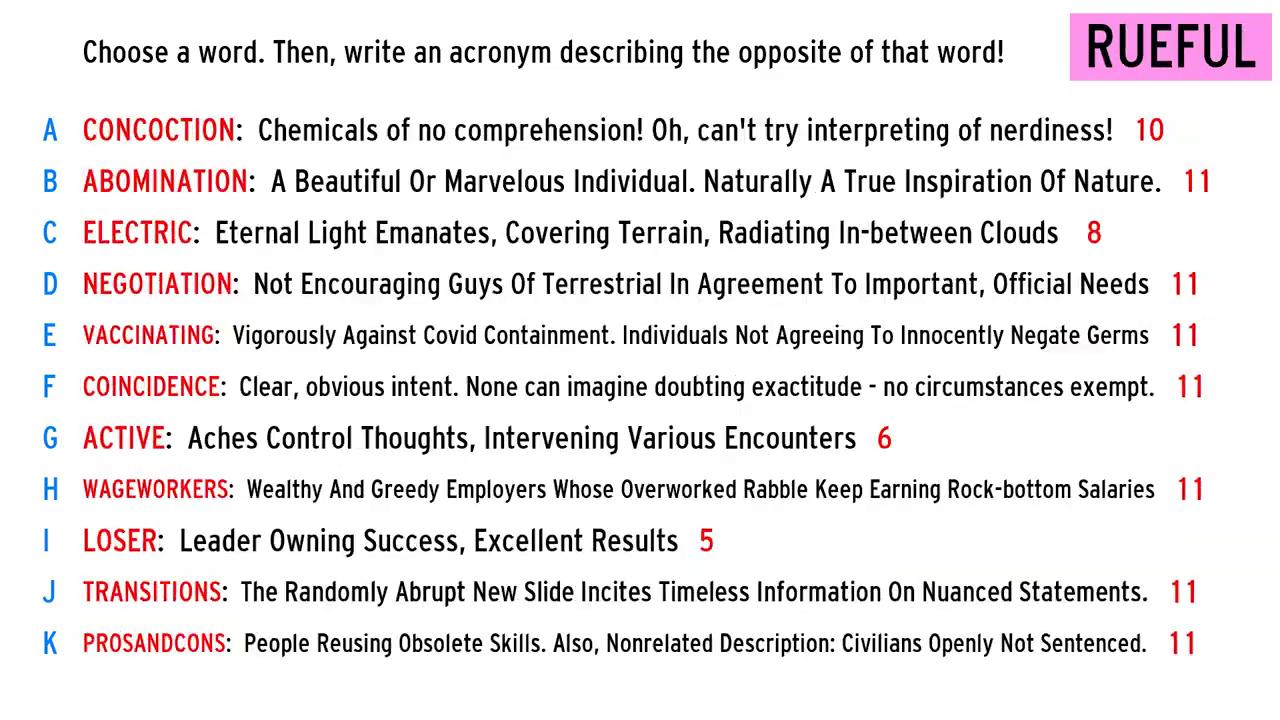 Choose a word. Then, write an acronym describing the opposite of that word!
RUEFUL
A CONCOCTION: Chemicals of no comprehension! Oh, can't try interpreting of nerdiness! 10
B ABOMINATION: A Beautiful Or Marvelous Individual. Naturally A True Inspiration Of Nature. 11
C ELECTRIC: Eternal Light Emanates, Covering Terrain, Radiating In-between Clouds 8
D NEGOTIATION: Not Encouraging Guys Of Terrestrial In Agreement To Important, Official Needs 11
E VACCINATING: Vigorously Against Covid Containment. Individuals Not Agreeing To Innocently Negate Germs 11
F COINCIDENCE: Clear, obvious intent. None can imagine doubting exactitude - no circumstances exempt. 11
G ACTIVE: Aches Control Thoughts, Intervening Various Encounters 6
H WAGEWORKERS: Wealthy And Greedy Employers Whose Overworked Rabble Keep Earning Rock-bottom Salaries 11
I LOSER: Leader Owning Success, Excellent Results 5
J TRANSITIONS: The Randomly Abrupt New Slide Incites Timeless Information On Nuanced Statements. 11
K PROSANDCONS: People Reusing Obsolete Skills. Also, Nonrelated Description: Civilians Openly Not Sentenced. 11